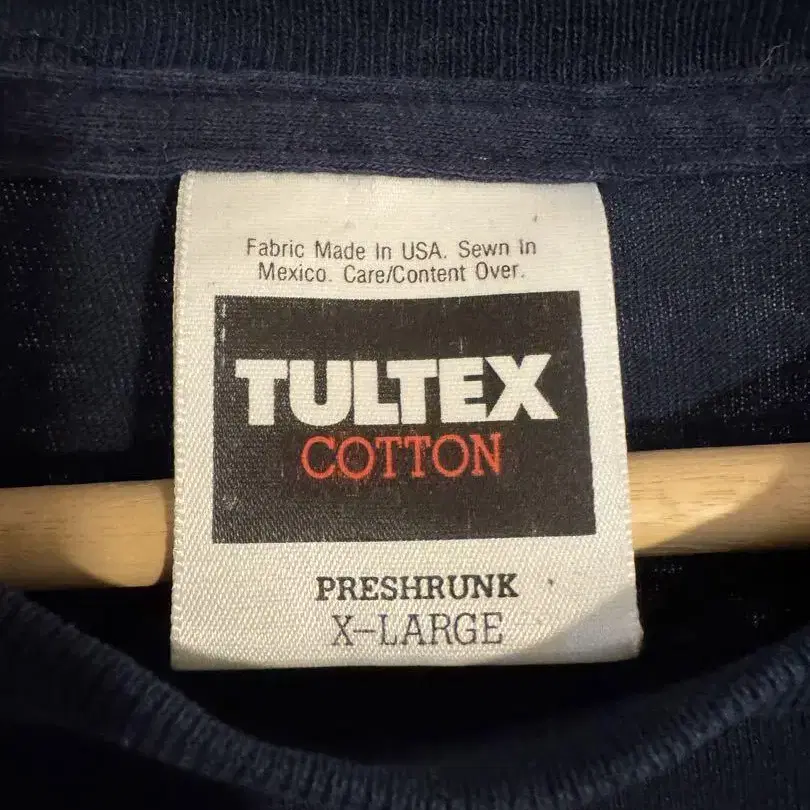 Fabric Made In USA. Sewn In
Mexico. Care/Content Over.
TULTEX
COTTON
PRESHRUNK
X-LARGE